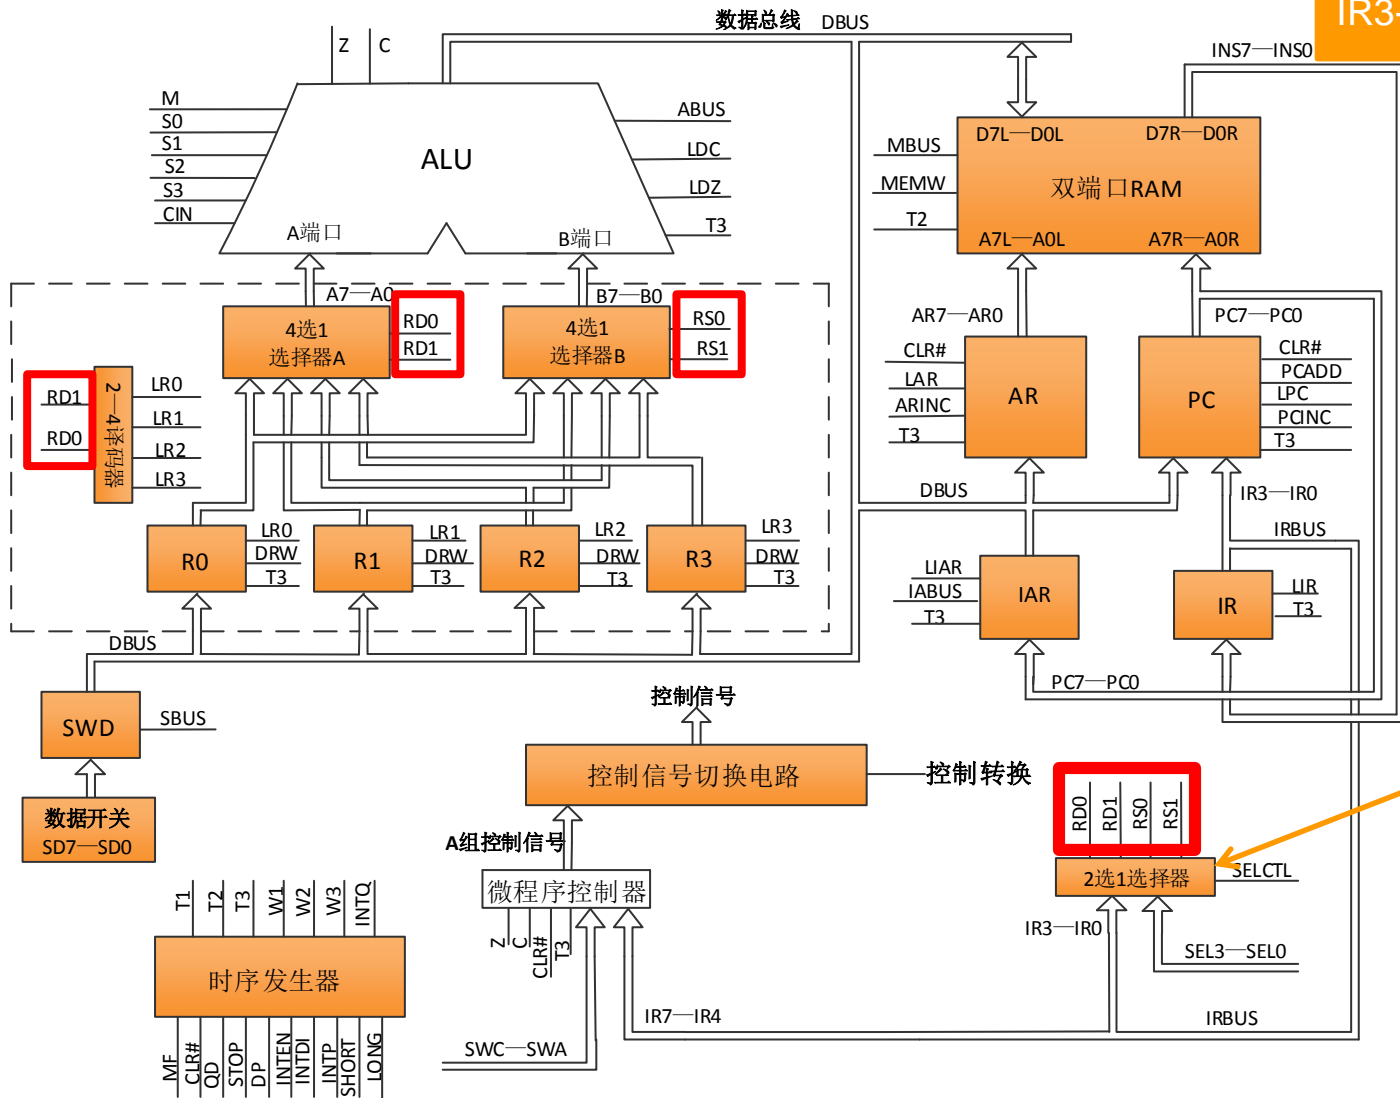 数据总线 DBUS
IR3-
INS7—INS0
Z
C
M
S0
S1
S2
S3
CIN
ALU
ABUS
LDC
LDZ
T3
A端口
B端口
MBUS
MEMW
T2
D7L—D0L
D7R—D0R
双端口RAM
A7L—A0L
A7R—A0R
A7—A0
B7—B0
4选1
选择器A
RD0
RD1
4选1
选择器B
RS0
RS1
RD1
RD0
2—4译码器
LR0
LR1
LR2
LR3
AR7—AR0
PC7—PC0
CLR#
LAR
ARINC
T3
AR
PC
CLR#
PCADD
LPC
PCINC
T3
DBUS
IR3—IR0
IRBUS
R0
LR0
DRW
T3
R1
LR1
DRW
T3
R2
LR2
DRW
T3
R3
LR3
DRW
T3
LIAR
IABUS
T3
IAR
IR
LIR
T3
DBUS
PC7—PC0
SWD
SBUS
控制信号
控制信号切换电路
控制转换
数据开关
SD7—SD0
A组控制信号
微程序控制器
Z
C
CLR#
T3
RD0
RD1
RS0
RS1
2选1选择器
SELCTL
IR3—IR0
SEL3—SEL0
T1
T2
T3
W1
W2
W3
INTQ
时序发生器
MF
CLR#
QD
STOP
DP
INTEN
INTDI
INTP
SHORT
LONG
IR7—IR4
IRBUS
SWC—SWA